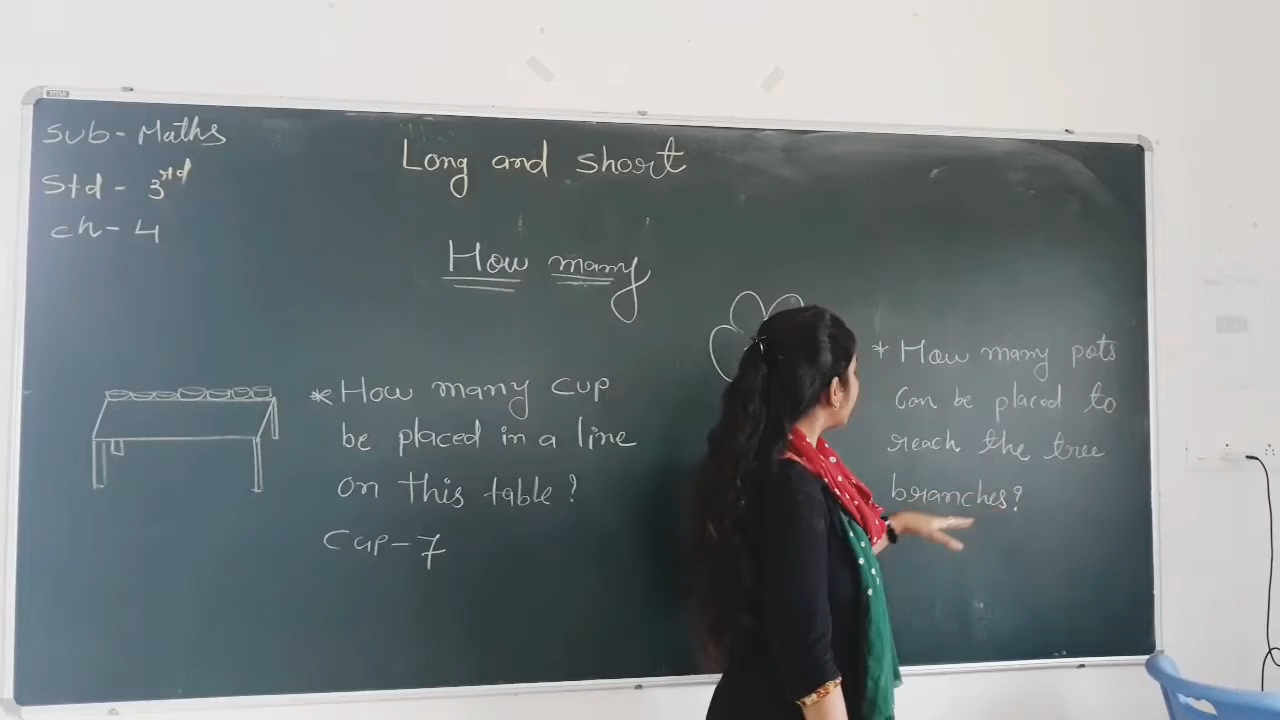 Sub - Maths
Std - 3rd
ch - 4
Long and short
How many
* How many cup
be placed in a line
on this table?
Cup - 7
* How many pots
Can be placed to
reach the tree
branches?